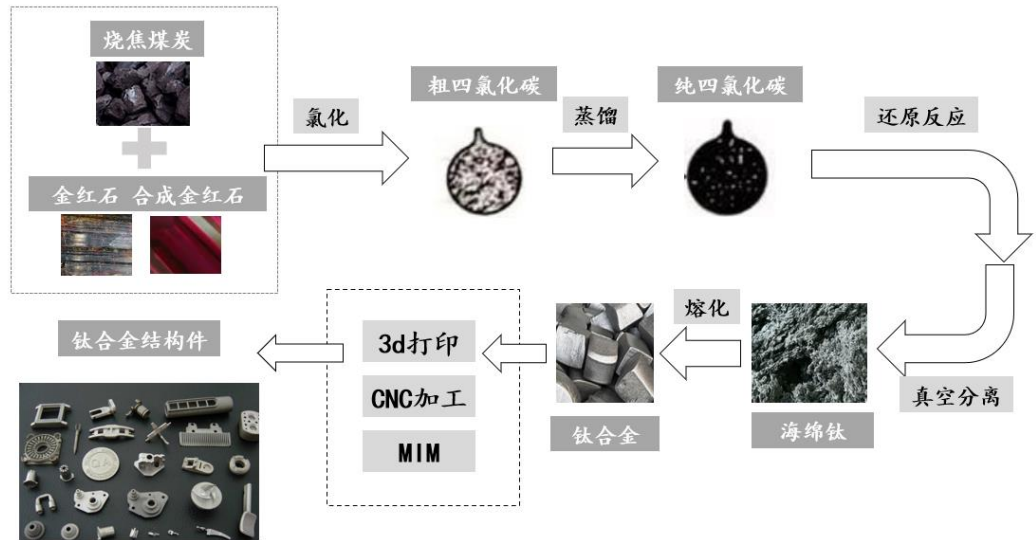 烧焦煤炭
金红石 合成金红石
氯化
粗四氯化碳
蒸馏
纯四氯化碳
还原反应
真空分离
海绵钛
熔化
钛合金
3d打印
CNC加工
MIM
钛合金结构件